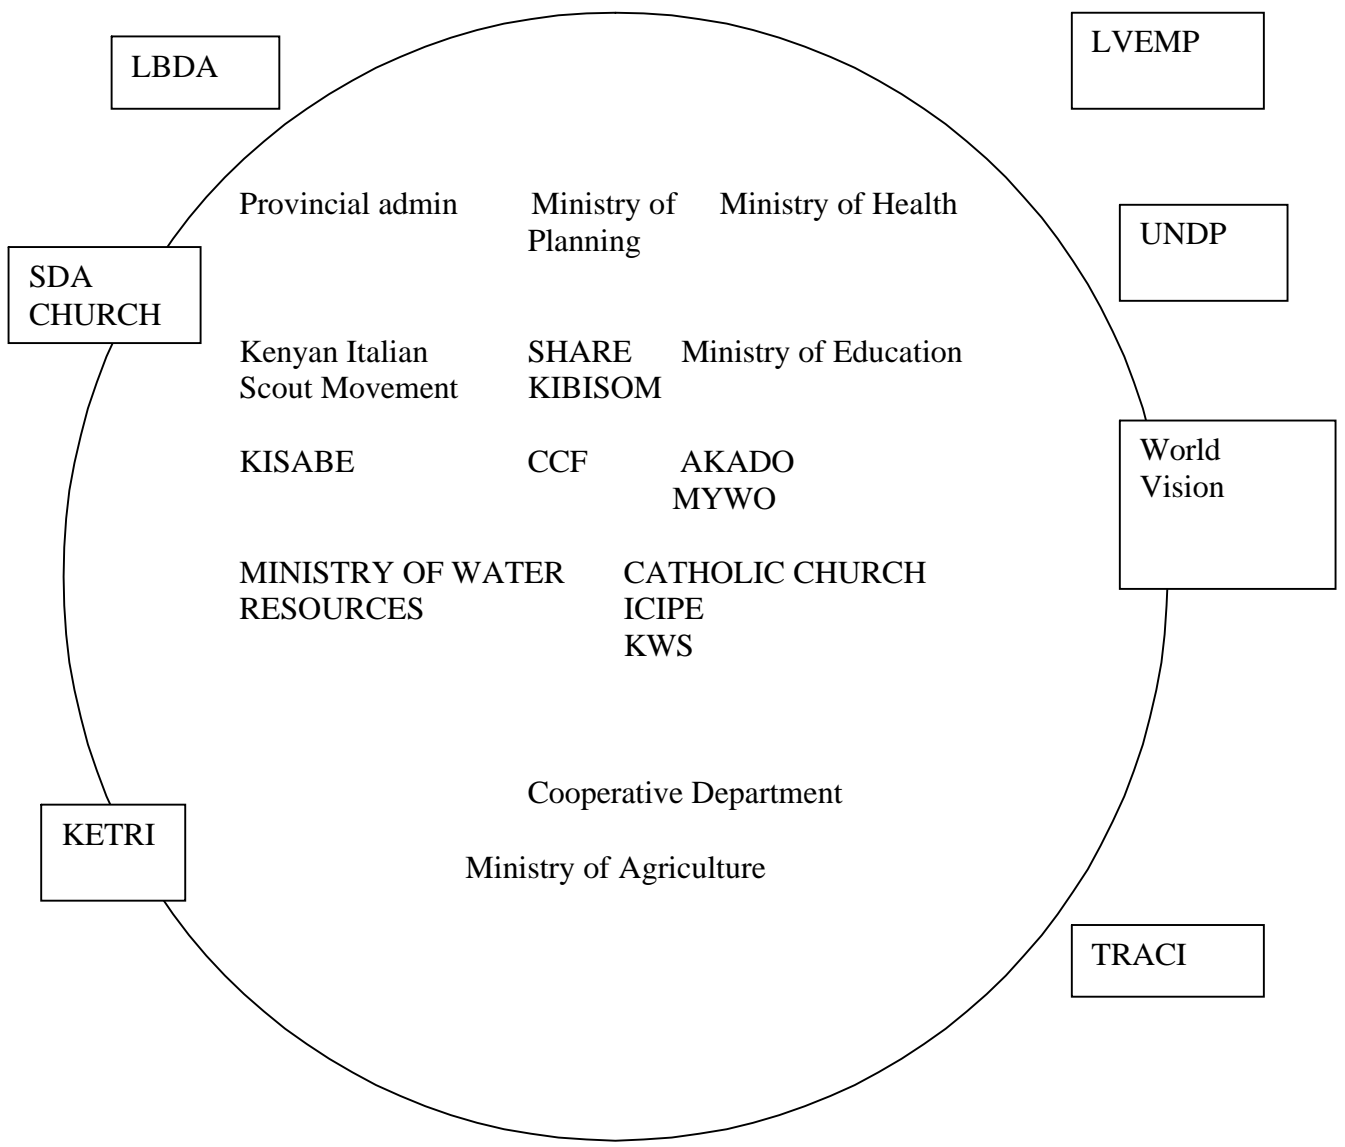 LBDA
LVEMP
Provincial admin
Ministry of
Planning
Ministry of Health
UNDP
SDA
CHURCH
Kenyan Italian
Scout Movement
SHARE
KIBISOM
Ministry of Education
World
Vision
KISABE
CCF
AKADO
MYWO
MINISTRY OF WATER
RESOURCES
CATHOLIC CHURCH
ICIPE
KWS
Cooperative Department
KETRI
Ministry of Agriculture
TRACI